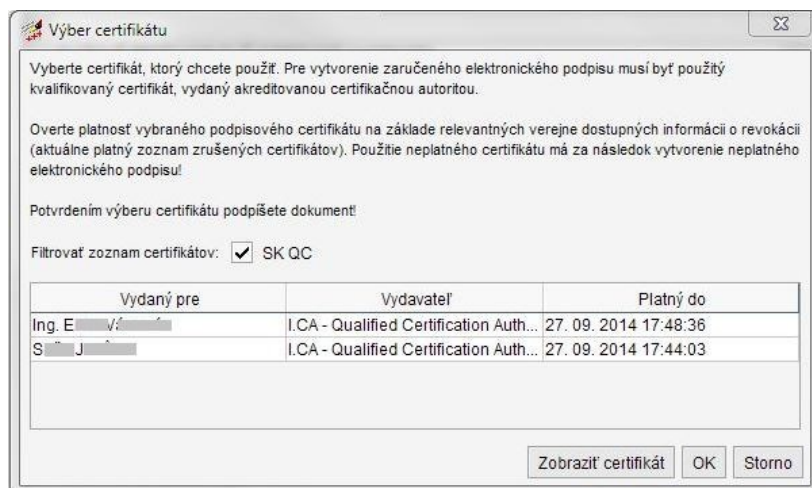 Výber certifikátu
Vyberte certifikát, ktorý chcete použiť. Pre vytvorenie zaručeného elektronického podpisu musí byť použitý
kvalifikovaný certifikát, vydaný akreditovanou certifikačnou autoritou.
Overte platnosť vybraného podpisového certifikátu na základe relevantných verejne dostupných informácii o revokácii
(aktuálne platný zoznam zrušených certifikátov). Použitie neplatného certifikátu má za následok vytvorenie neplatného
elektronického podpisu!
Potvrdením výberu certifikátu podpíšete dokument!
Filtrovať zoznam certifikátov: SK QC
Vydaný pre Vydavateľ Platný do
Ing. E I.CA - Qualified Certification Auth... 27. 09. 2014 17:48:36
S J I.CA - Qualified Certification Auth... 27. 09. 2014 17:44:03
Zobraziť certifikát OK Storno